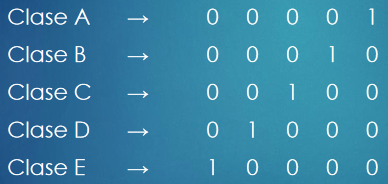 Clase A → 0 0 0 0 1
Clase B → 0 0 0 1 0
Clase C → 0 0 1 0 0
Clase D → 0 1 0 0 0
Clase E → 1 0 0 0 0